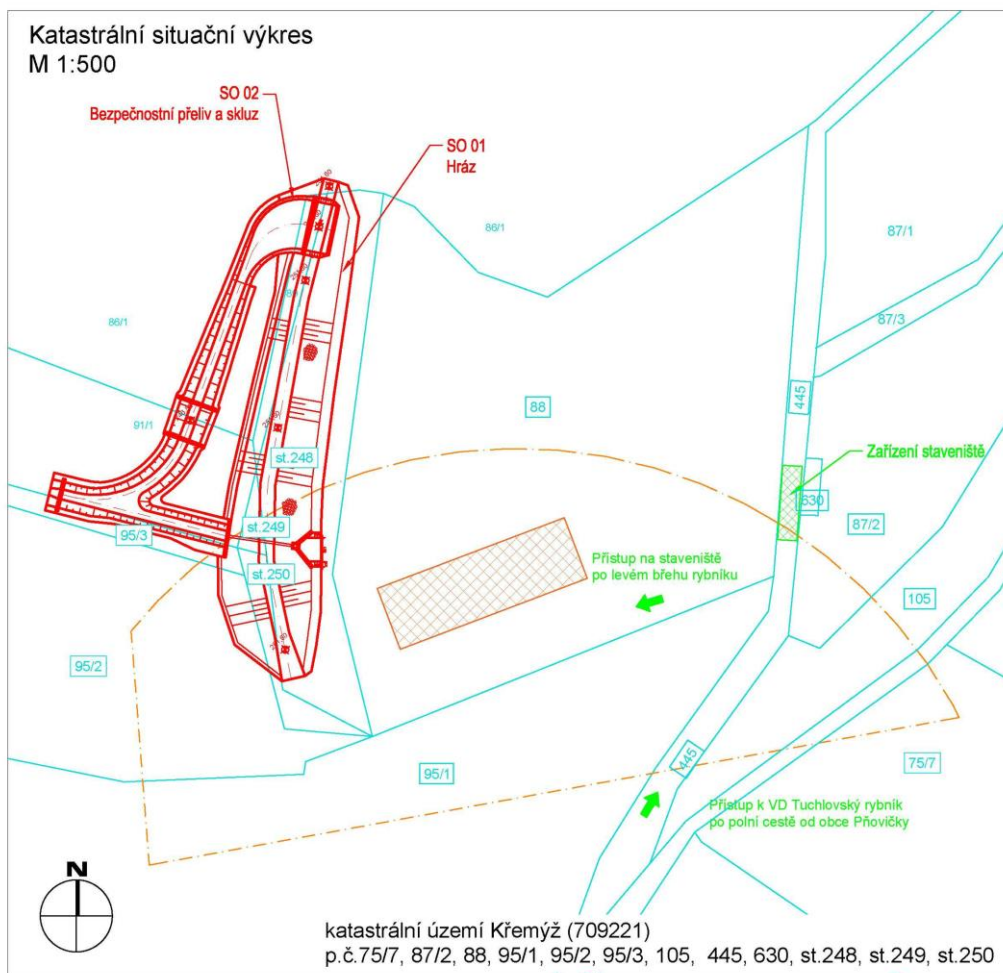 Katastrální situační výkres
M 1:500
SO 02
Bezpečnostní přeliv a skluz
SO 01
Hráz
86/1
87/1
86/1
87/3
445
88
91/1
st.248
Zařízení staveniště
630
87/2
st.249
95/3
Přístup na staveniště
po levém břehu rybníku
st.250
105
95/2
445
95/1
75/7
Přístup k VD Tuchlovský rybník
po polní cestě od obce Pňovičky
N
katastrální území Křemýž (709221)
p.č.75/7, 87/2, 88, 95/1, 95/2, 95/3, 105, 445, 630, st.248, st.249, st.250